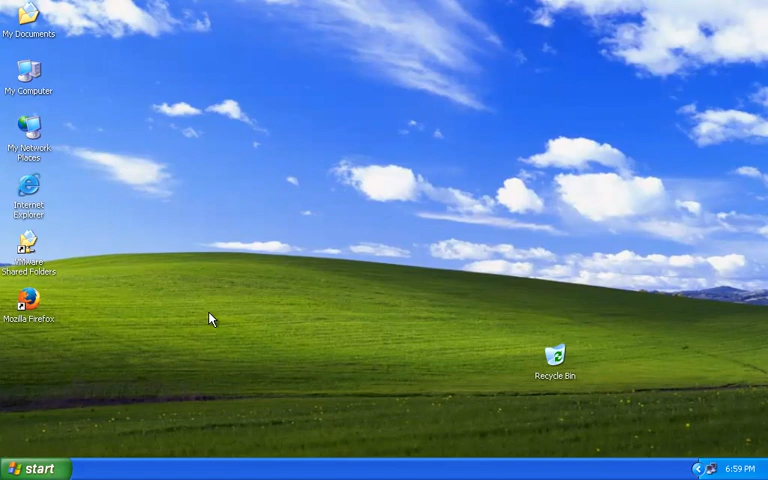 My Documents
My Computer
My Network
Places
Internet
Explorer
VMware
Shared Folders
Mozilla Firefox
Recycle Bin
start
6:59 PM